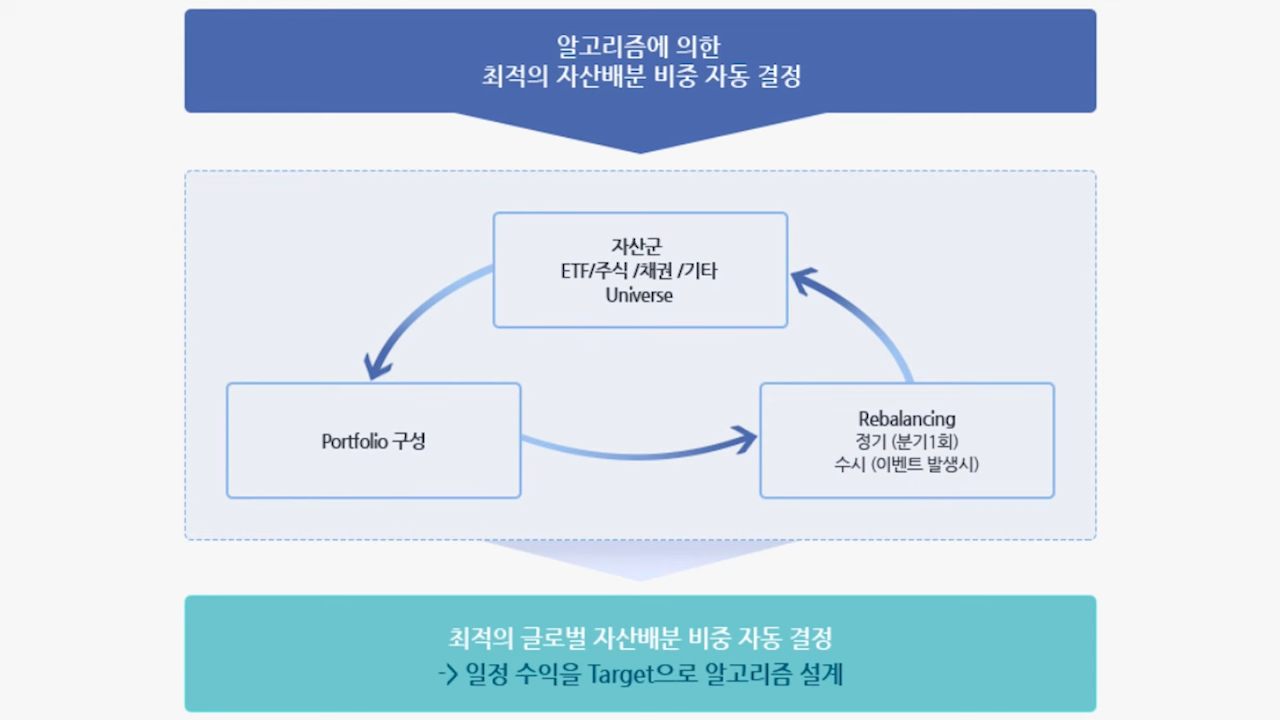 알고리즘에 의한
최적의 자산배분 비중 자동 결정
자산군
ETF/주식 /채권 /기타
Universe
Portfolio 구성
Rebalancing
정기 (분기1회)
수시 (이벤트 발생시)
최적의 글로벌 자산배분 비중 자동 결정
-> 일정 수익을 Target으로 알고리즘 설계